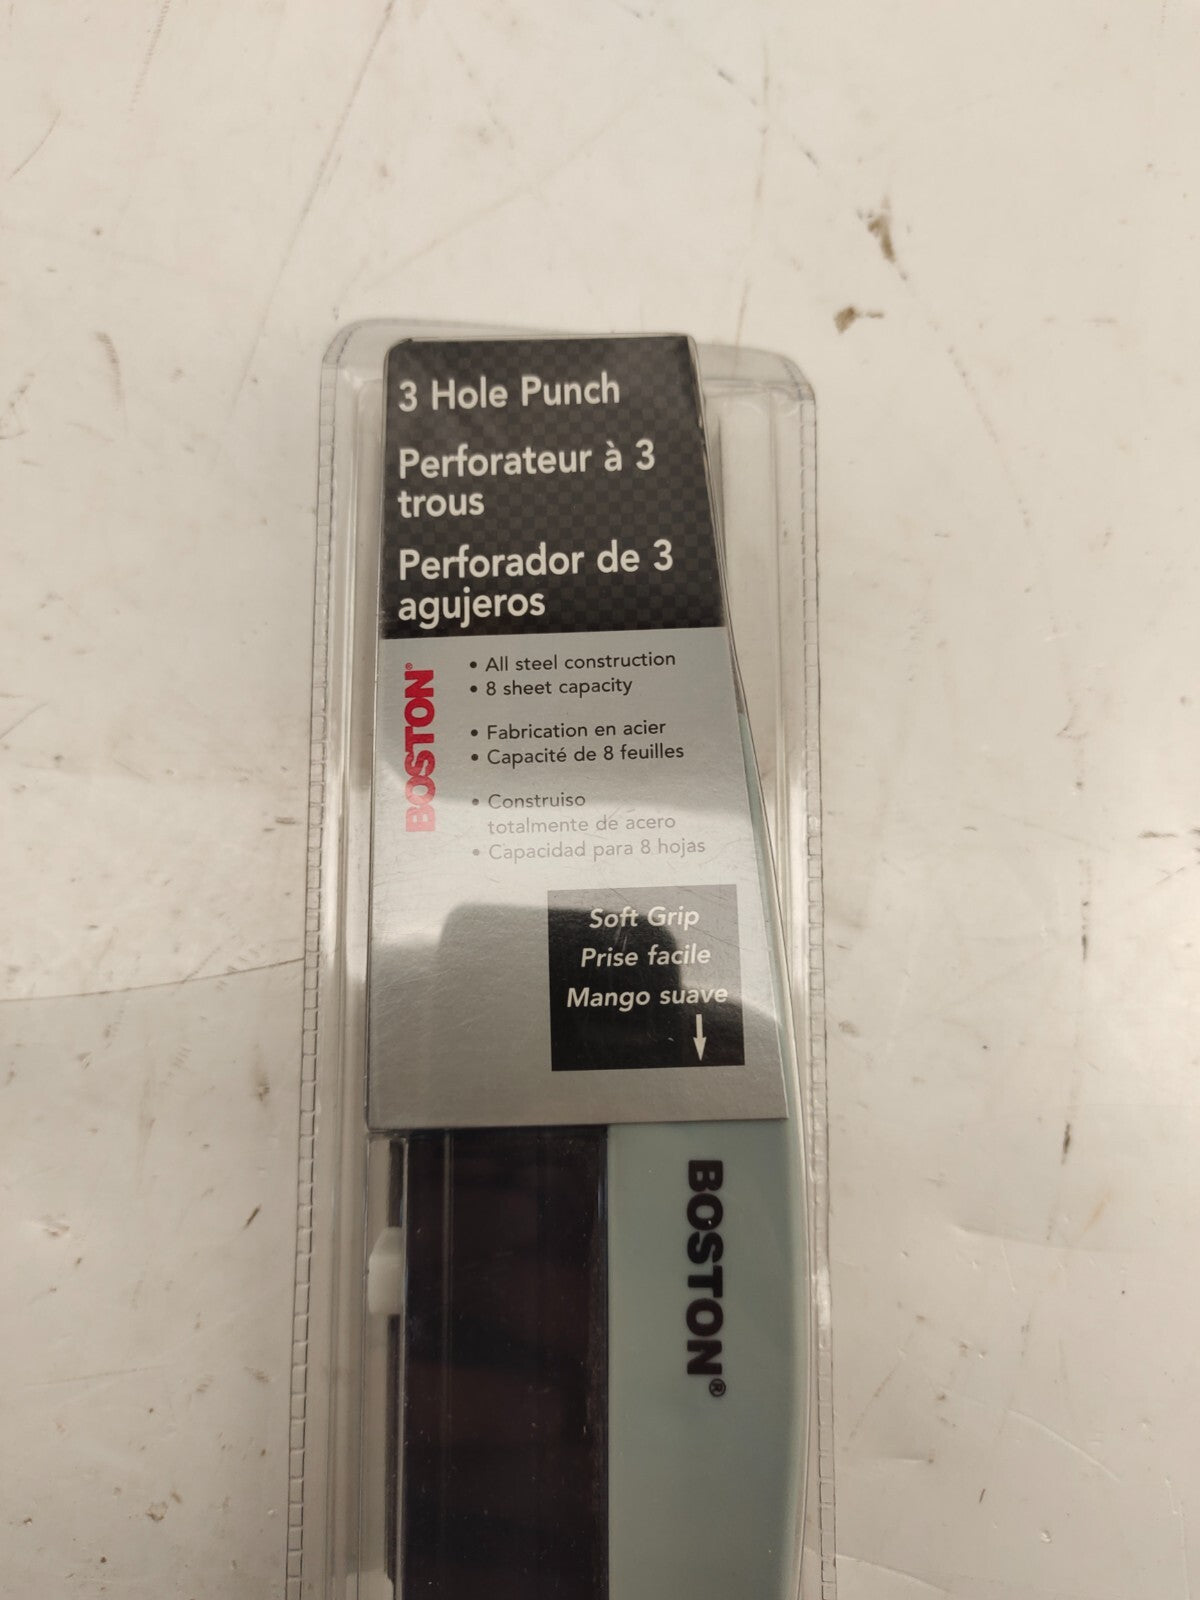 3 Hole Punch
Perforateur à 3
trous
Perforador de 3
agujeros
BOSTON®
• All steel construction
• 8 sheet capacity
• Fabrication en acier
• Capacité de 8 feuilles
• Construiso
totalmente de acero
• Capacidad para 8 hojas
Soft Grip
Prise facile
Mango suave
BOSTON®